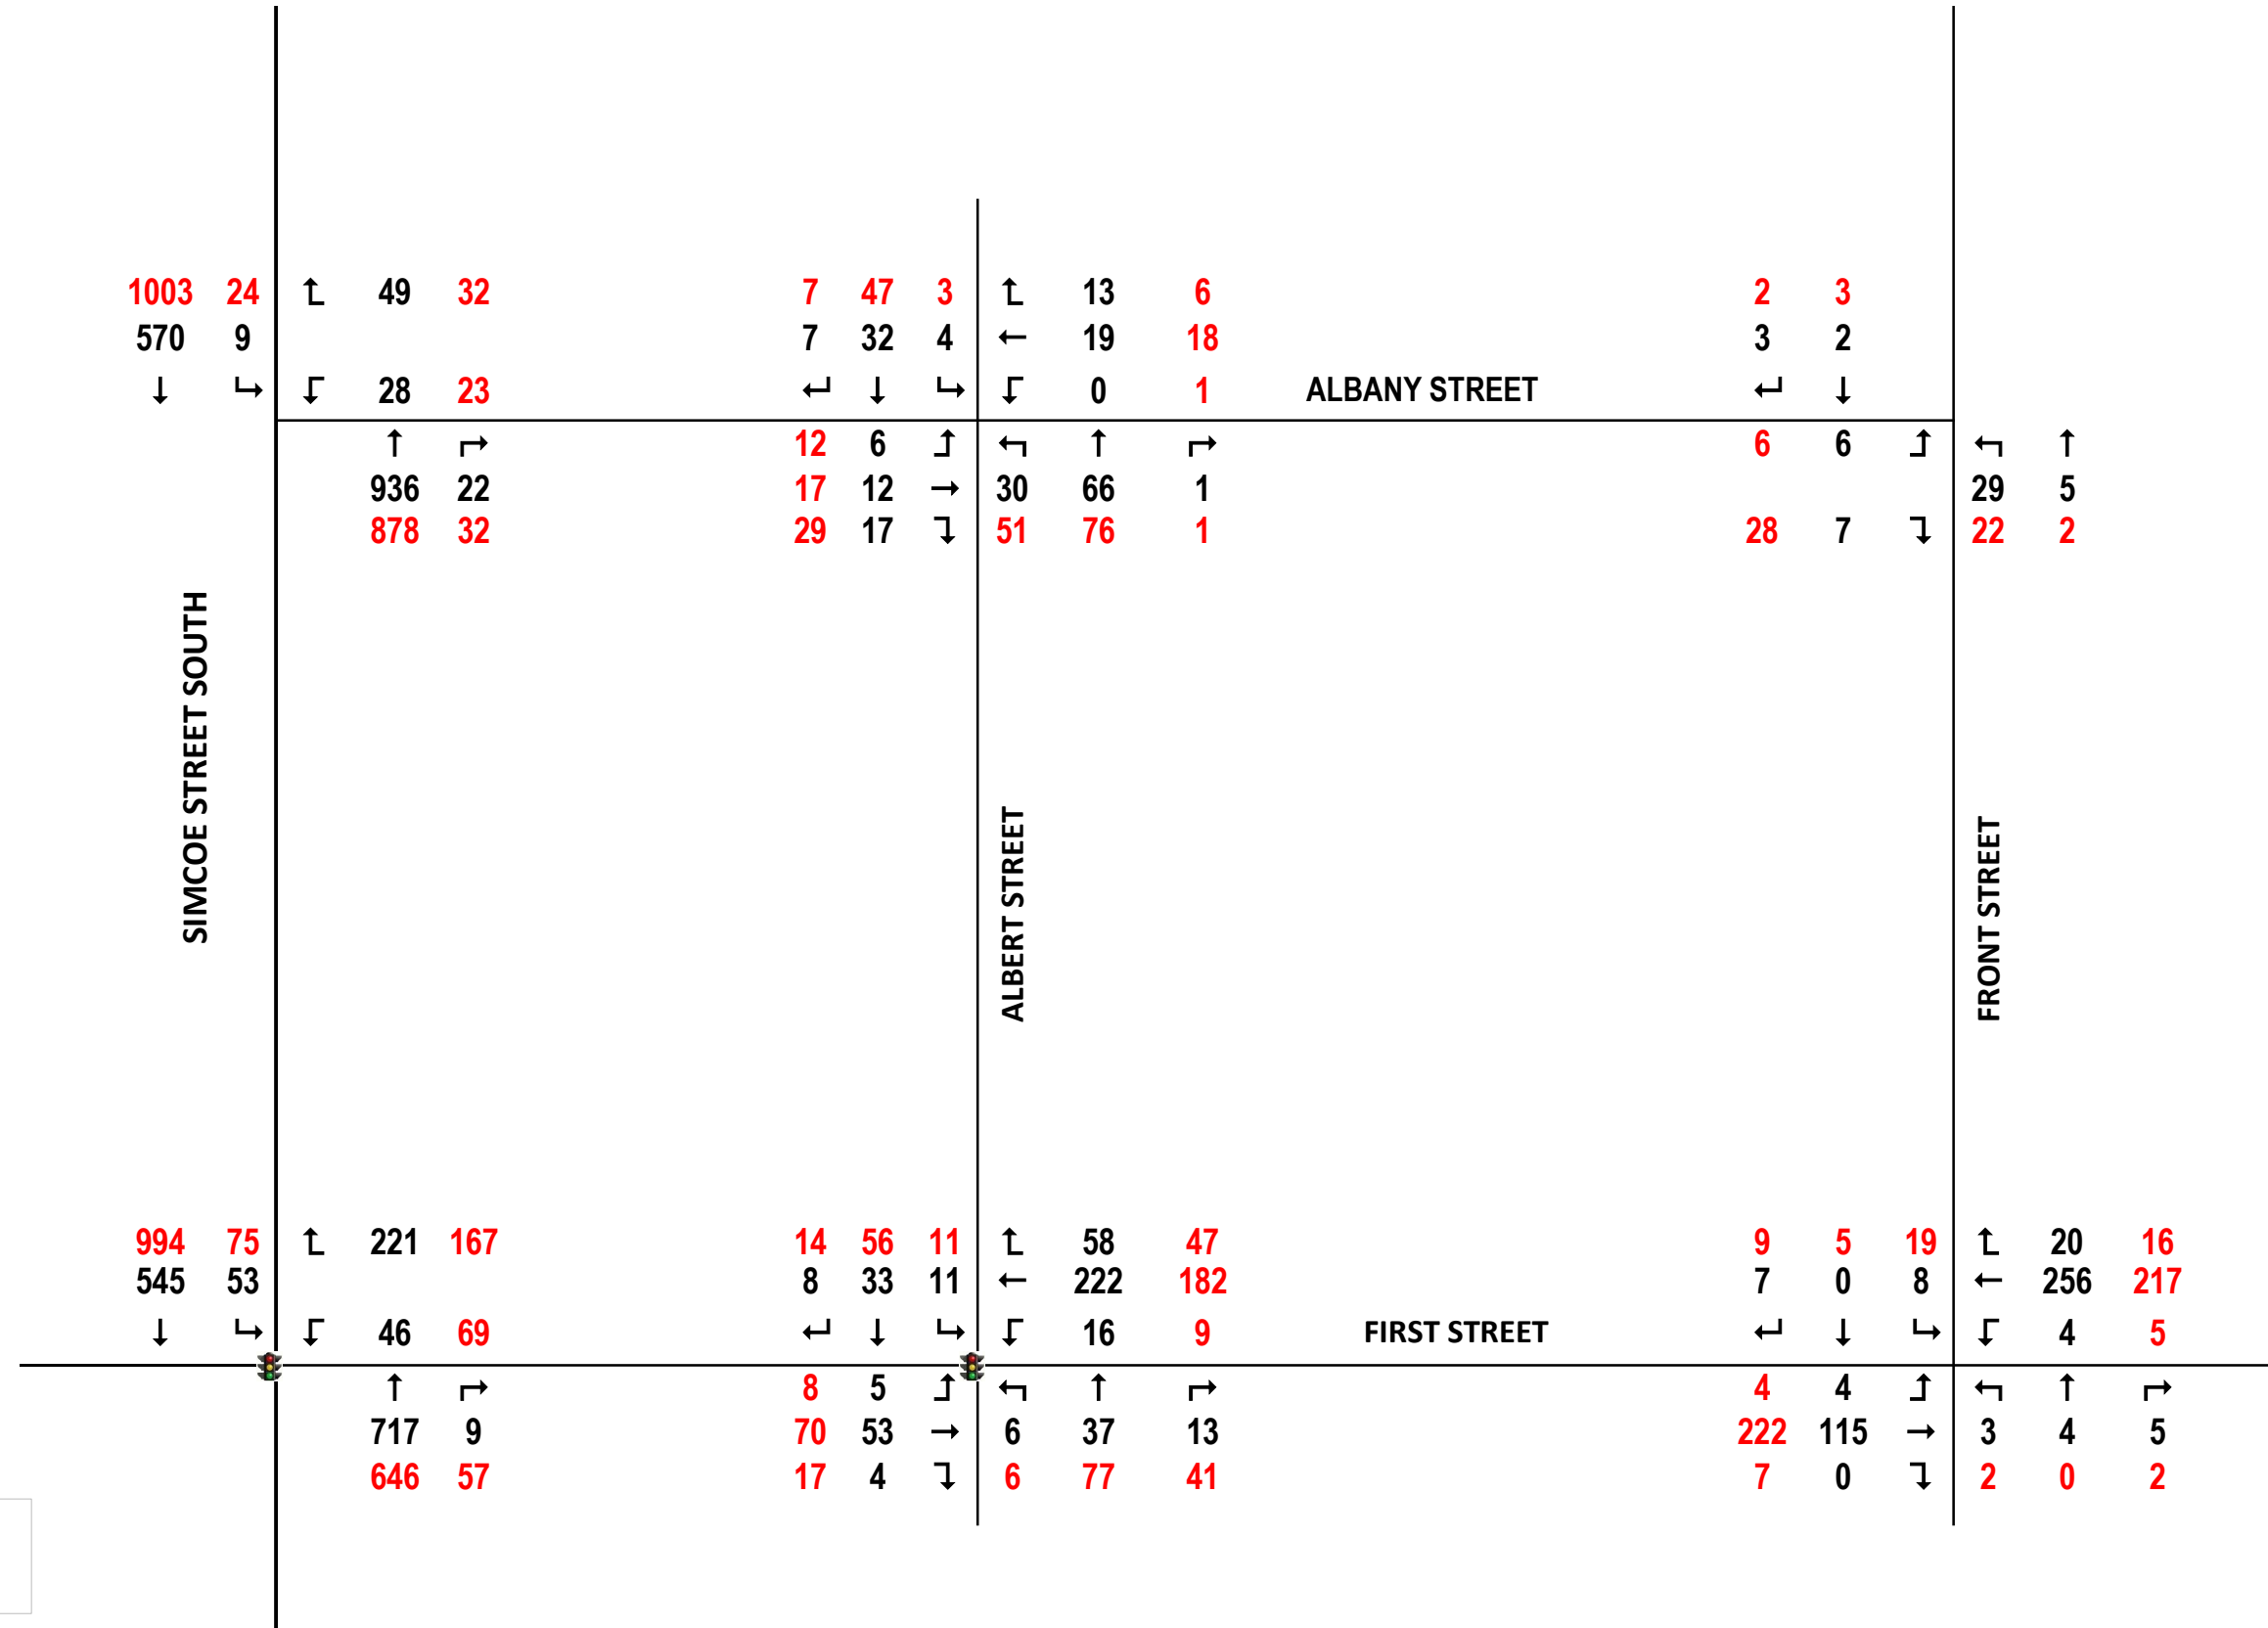 1003 24 ↰ 49 32 7 47 3 ↰ 13 6 2 3
570 9 7 32 4 ← 19 18 3 2
↓ ↳ ↓ 28 23 ↵ ↓ ↳ ↓ 0 1 ALBANY STREET ↵ ↓
↑ ↱ 12 6 ↑ ↰ ↑ ↱ 6 6 ↑ ↰ ↑
936 22 17 12 → 30 66 1 29 5
878 32 29 17 ↴ 51 76 1 28 7 ↴ 22 2
SIMCOE STREET SOUTH
ALBERT STREET
FRONT STREET
994 75 ↰ 221 167 14 56 11 ↰ 58 47 9 5 19 ↰ 20 16
545 53 8 33 11 ← 222 182 7 0 8 ← 256 217
↓ ↳ ↓ 46 69 ↵ ↓ ↳ ↓ 16 9 FIRST STREET ↵ ↓ ↳ ↓ 4 5
↑ ↱ 8 5 ↑ ↰ ↑ ↱ 4 4 ↑ ↰ ↑ ↱
717 9 70 53 → 6 37 13 222 115 → 3 4 5
646 57 17 4 ↴ 6 77 41 7 0 ↴ 2 0 2